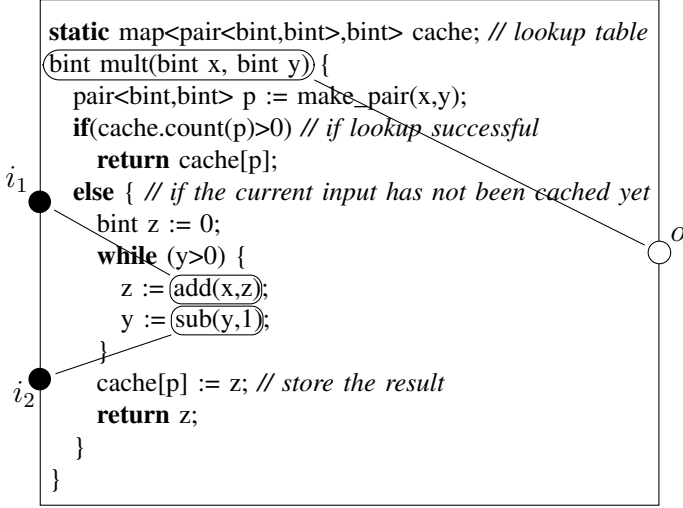 static map<pair<bint,bint>,bint> cache; // lookup table
bint mult(bint x, bint y) {
pair<bint,bint> p := make_pair(x,y);
if(cache.count(p)>0) // if lookup successful
return cache[p];
i1
else { // if the current input has not been cached yet
bint z := 0;
o
while (y>0) {
z := add(x,z);
y := sub(y,1);
}
i2
cache[p] := z; // store the result
return z;
}
}